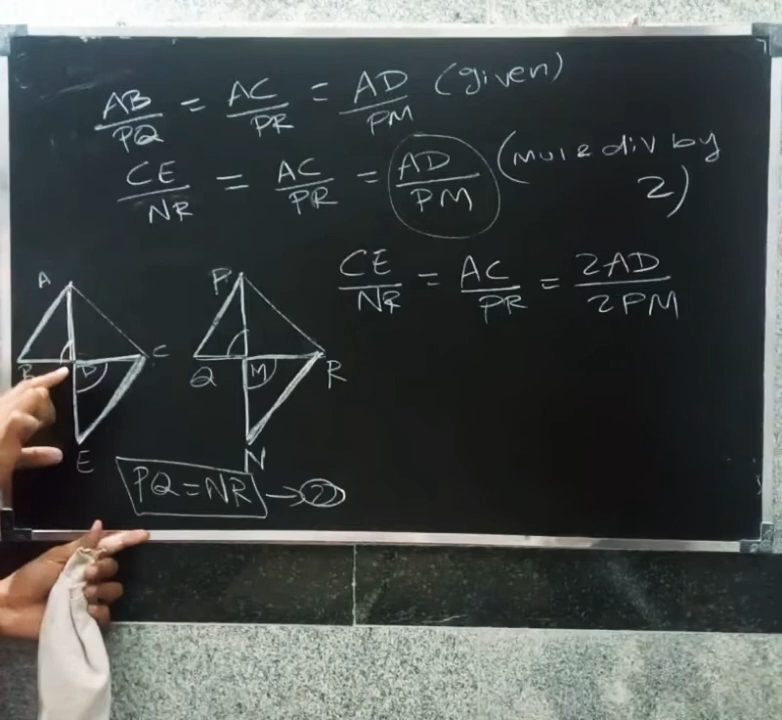 AB/PQ = AC/PR = AD/PM (given)
CE/NR = AC/PR = AD/PM (mul & div by 2)
CE/NR = AC/PR = 2AD/2PM
A P
B D C Q M R
E N
PQ = NR → 2